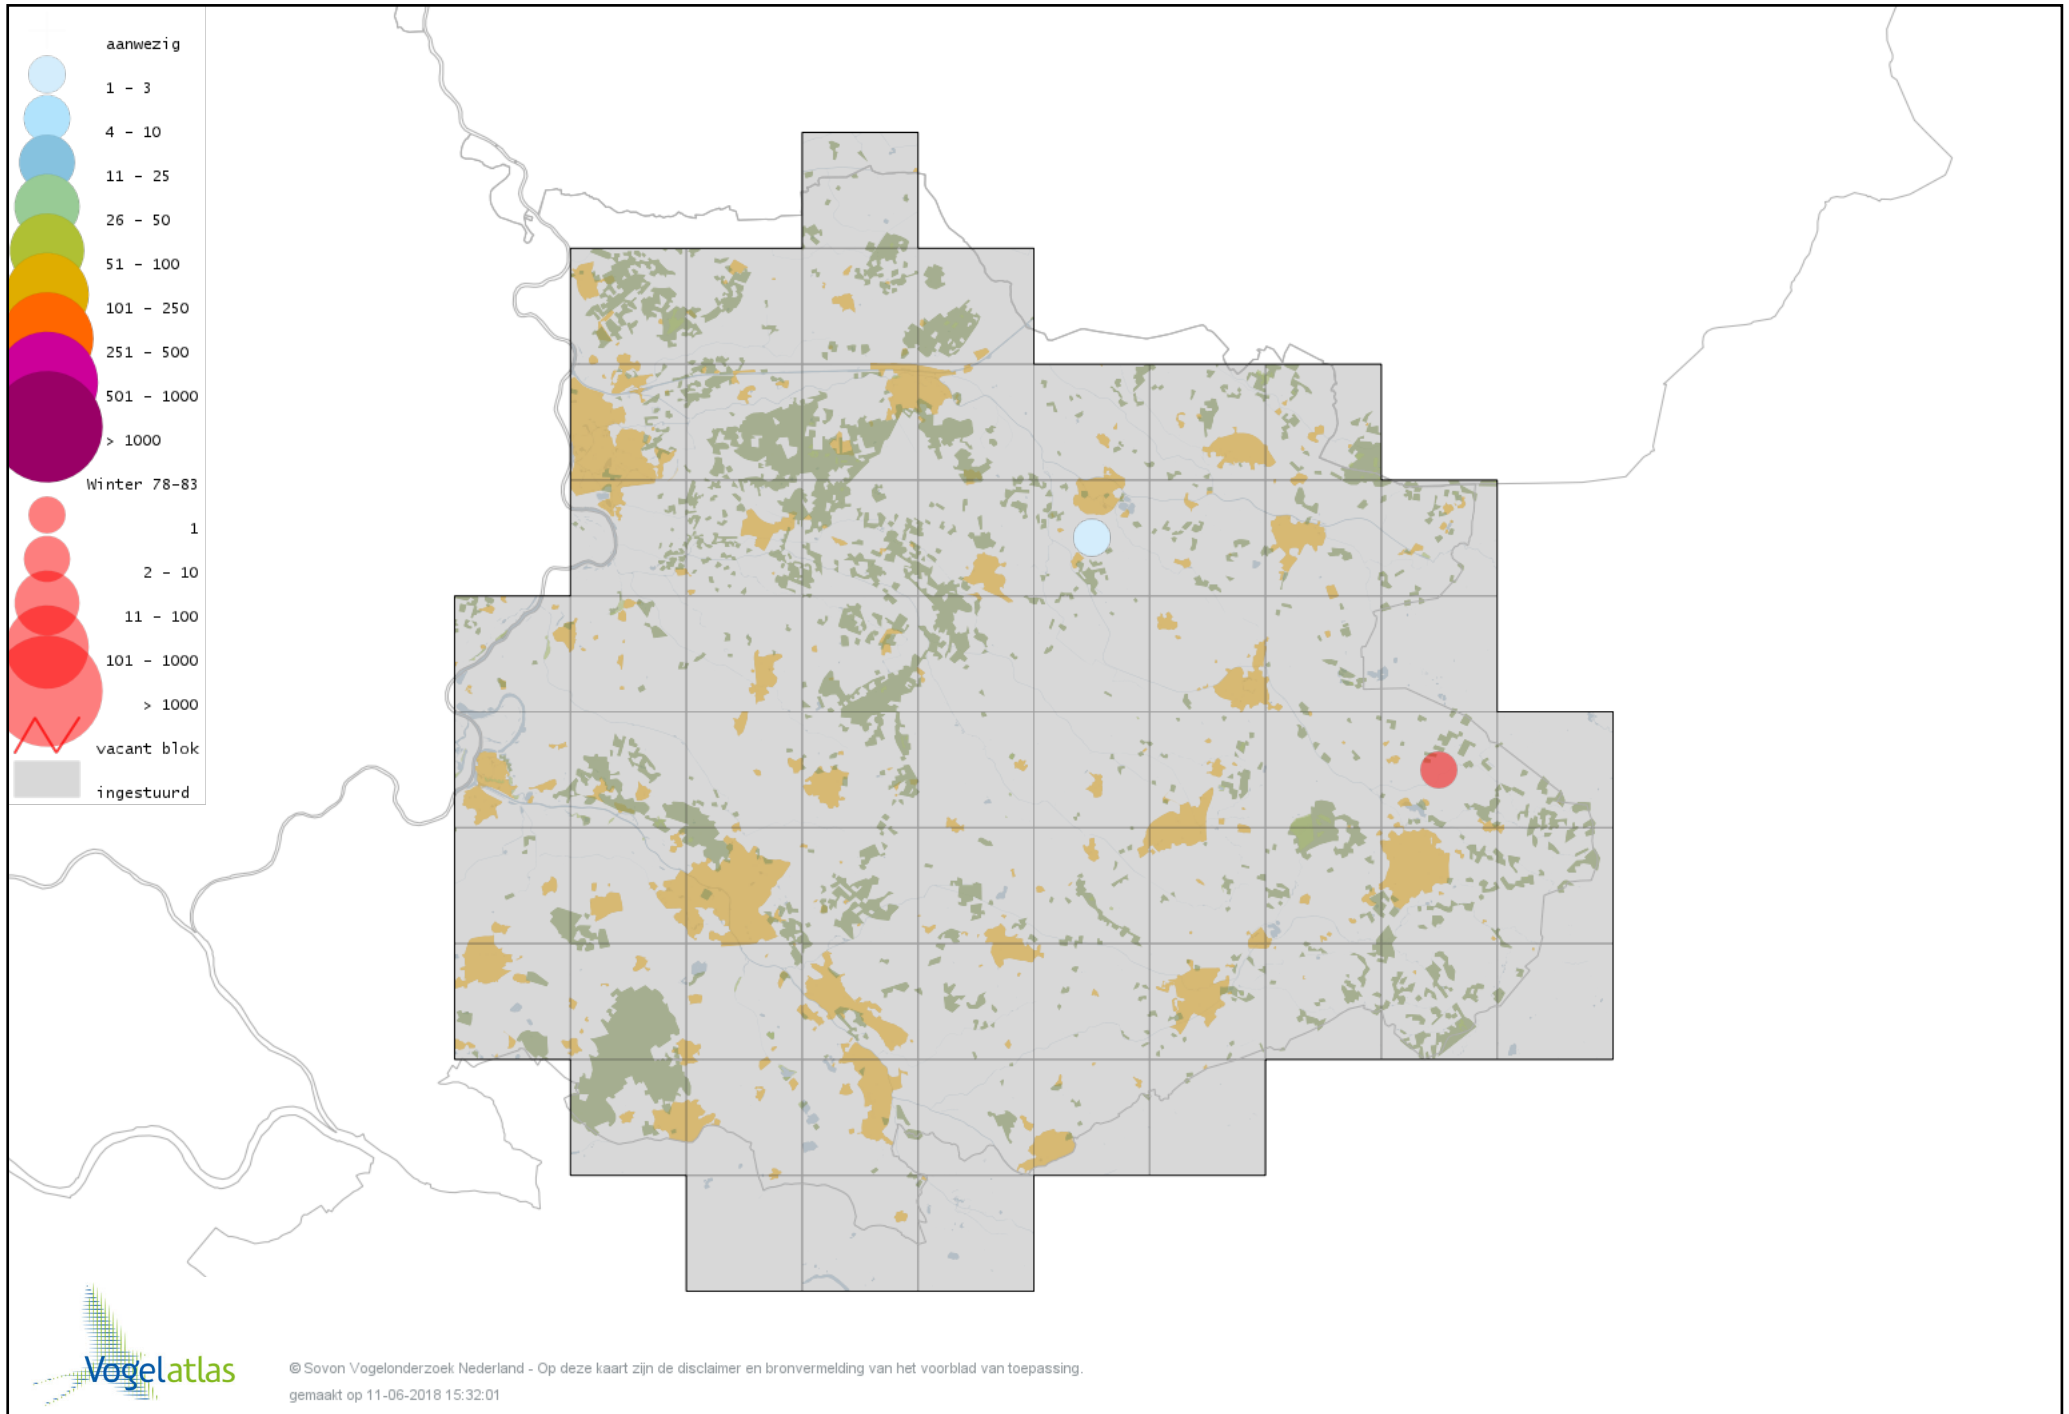 aanwezig
1 – 3
4 – 10
11 – 25
26 – 50
51 – 100
101 – 250
251 – 500
501 – 1000
> 1000
Winter 78-83
1
2 – 10
11 – 100
101 – 1000
> 1000
vacant blok
ingestuurd
Vogelatlas
© Sovon Vogelonderzoek Nederland - Op deze kaart zijn de disclaimer en bronvermelding van het voorblad van toepassing.
gemaakt op 11-06-2018 15:32:01